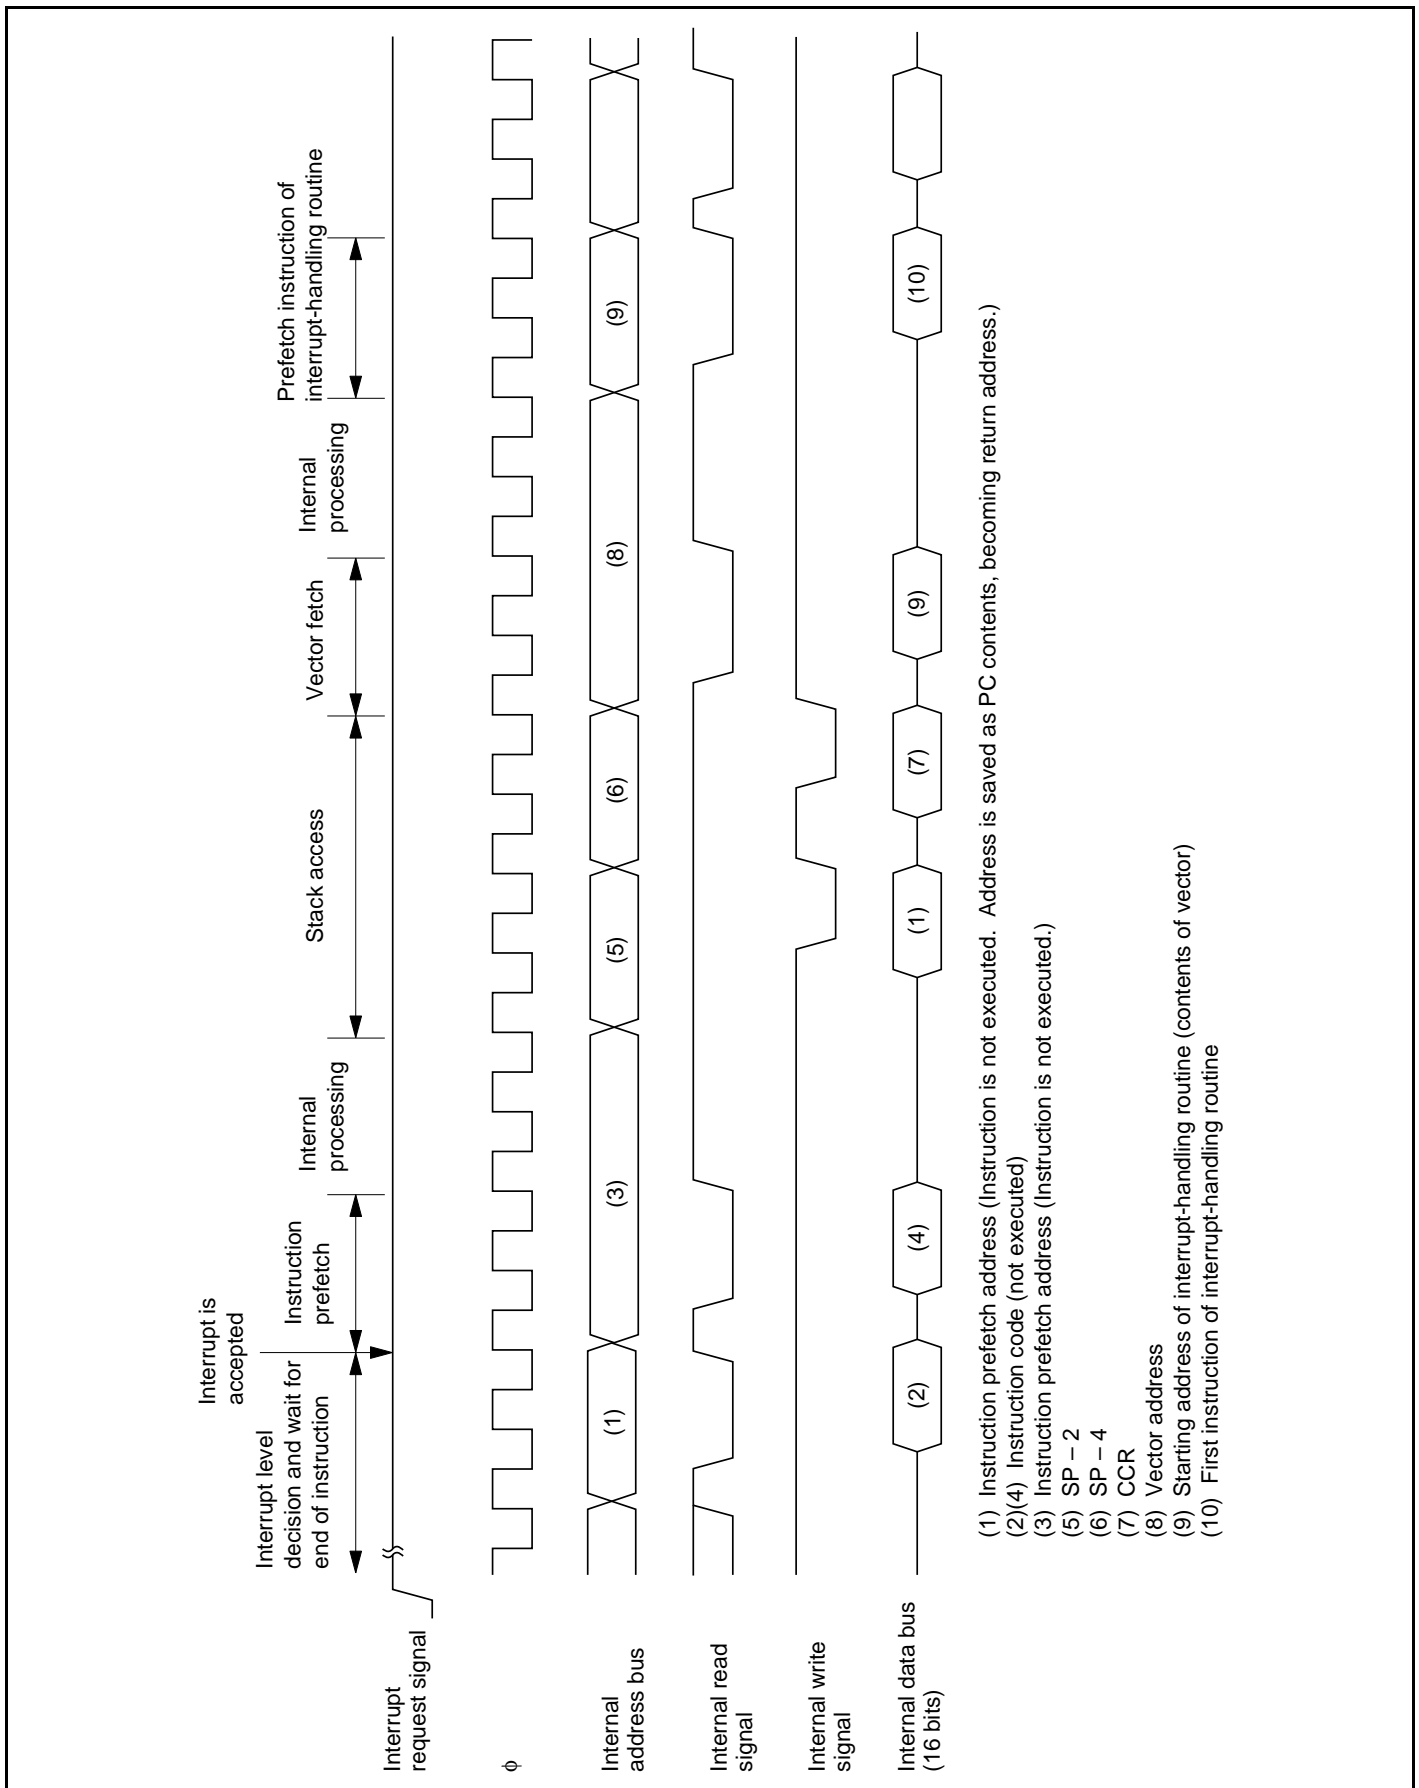 Interrupt is
accepted
Interrupt level
decision and wait for
end of instruction
Instruction
prefetch
Internal
processing
Stack access
Vector fetch
Internal
processing
Prefetch instruction of
interrupt-handling routine
Interrupt
request signal
φ
Internal
address bus
(1)
(3)
(5)
(6)
(8)
(9)
Internal read
signal
Internal write
signal
Internal data bus
(16 bits)
(2)
(4)
(1)
(7)
(9)
(10)
(1) Instruction prefetch address (Instruction is not executed. Address is saved as PC contents, becoming return address.)
(2)(4) Instruction code (not executed)
(3) Instruction prefetch address (Instruction is not executed.)
(5) SP – 2
(6) SP – 4
(7) CCR
(8) Vector address
(9) Starting address of interrupt-handling routine (contents of vector)
(10) First instruction of interrupt-handling routine